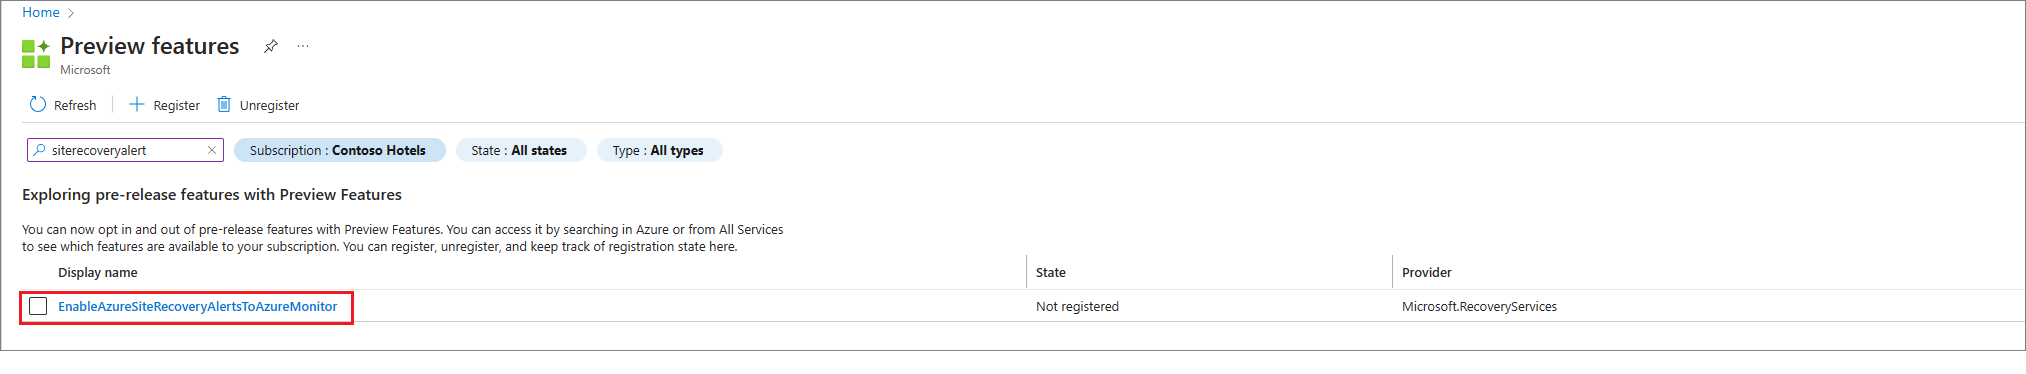 Home
Preview features
Microsoft
Refresh Register Unregister
siterecoveryalert Subscription : Contoso Hotels State : All states Type : All types
Exploring pre-release features with Preview Features
You can now opt in and out of pre-release features with Preview Features. You can access it by searching in Azure or from All Services
to see which features are available to your subscription. You can register, unregister, and keep track of registration state here.
Display name State Provider
EnableAzureSiteRecoveryAlertsToAzureMonitor Not registered Microsoft.RecoveryServices